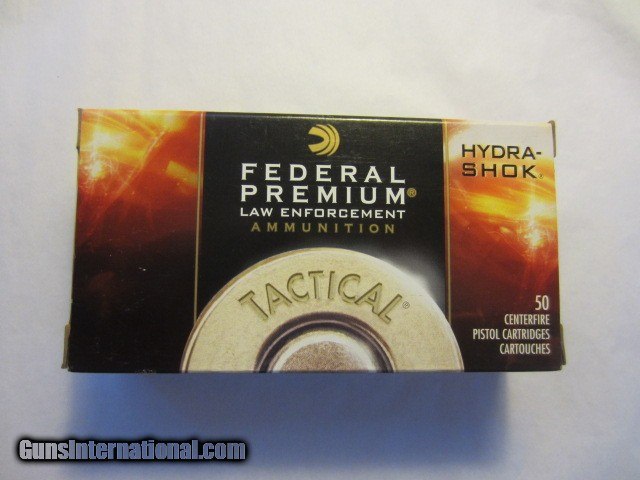 FEDERAL
PREMIUM®
LAW ENFORCEMENT
AMMUNITION
HYDRA-
SHOK®
TACTICAL®
50
CENTERFIRE
PISTOL CARTRIDGES
CARTOUCHES
GunsInternational.com